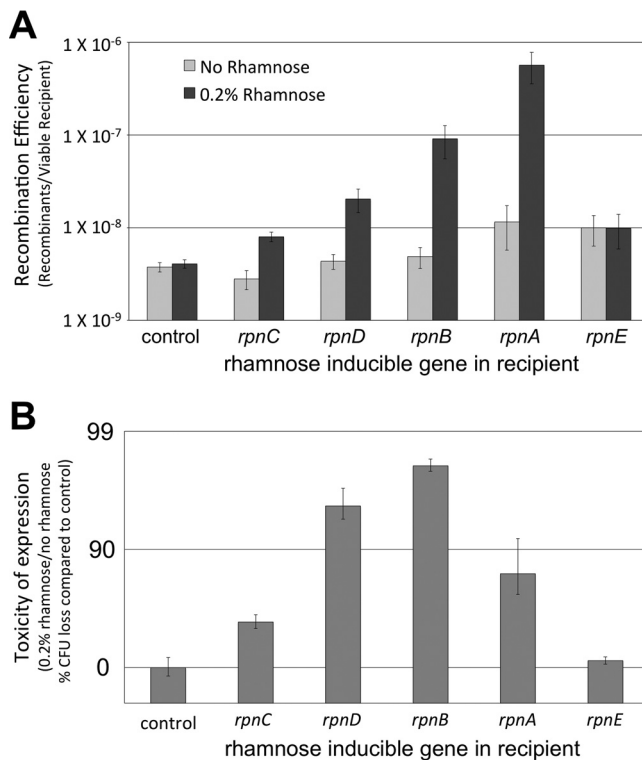 A
Recombination Efficiency
(Recombinants/Viable Recipient)
1 X 10⁻⁶
1 X 10⁻⁷
1 X 10⁻⁸
1 X 10⁻⁹
No Rhamnose
0.2% Rhamnose
control rpnC rpnD rpnB rpnA rpnE
rhamnose inducible gene in recipient
B
Toxicity of expression
(0.2% rhamnose/no rhamnose
% CFU loss compared to control)
99
90
0
control rpnC rpnD rpnB rpnA rpnE
rhamnose inducible gene in recipient